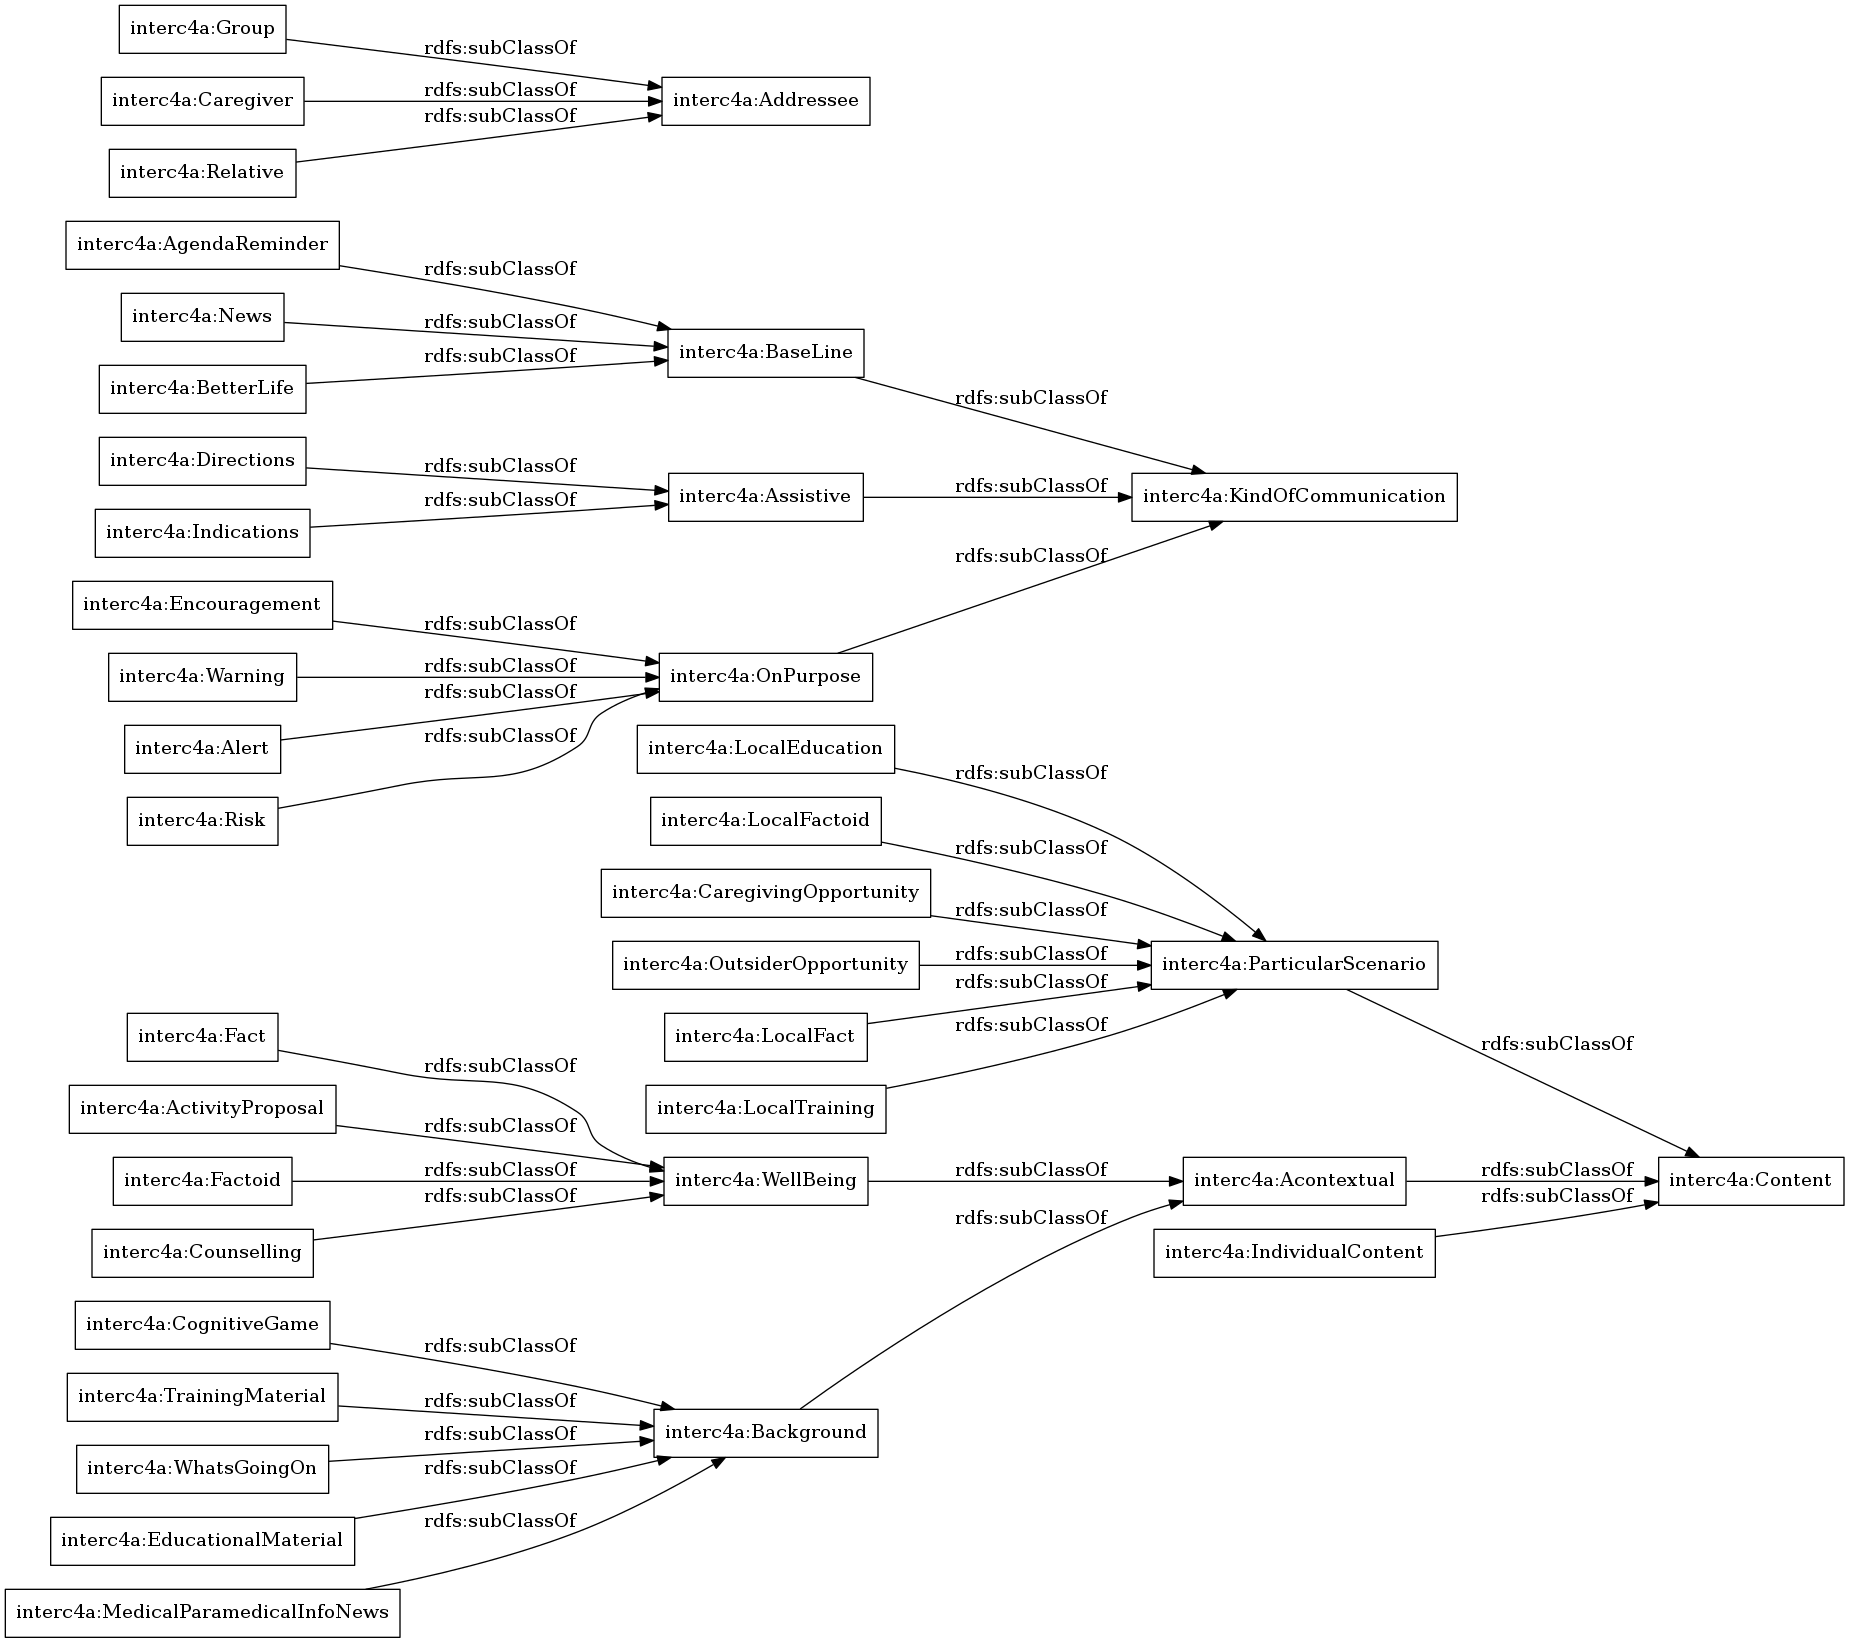 interc4a:Group
rdfs:subClassOf
interc4a:Caregiver
rdfs:subClassOf
interc4a:Addressee
rdfs:subClassOf
interc4a:Relative
interc4a:AgendaReminder
rdfs:subClassOf
interc4a:News
rdfs:subClassOf
interc4a:BaseLine
rdfs:subClassOf
interc4a:BetterLife
rdfs:subClassOf
interc4a:Directions
rdfs:subClassOf
interc4a:Assistive
rdfs:subClassOf
interc4a:KindOfCommunication
rdfs:subClassOf
interc4a:Indications
rdfs:subClassOf
interc4a:Encouragement
rdfs:subClassOf
interc4a:Warning
rdfs:subClassOf
interc4a:OnPurpose
rdfs:subClassOf
interc4a:Alert
rdfs:subClassOf
interc4a:LocalEducation
rdfs:subClassOf
interc4a:Risk
interc4a:LocalFactoid
rdfs:subClassOf
interc4a:CaregivingOpportunity
rdfs:subClassOf
interc4a:OutsiderOpportunity
rdfs:subClassOf
interc4a:ParticularScenario
rdfs:subClassOf
interc4a:Fact
interc4a:LocalFact
rdfs:subClassOf
rdfs:subClassOf
rdfs:subClassOf
interc4a:ActivityProposal
interc4a:LocalTraining
rdfs:subClassOf
interc4a:Factoid
rdfs:subClassOf
interc4a:WellBeing
rdfs:subClassOf
interc4a:Acontextual
rdfs:subClassOf
interc4a:Content
rdfs:subClassOf
rdfs:subClassOf
rdfs:subClassOf
interc4a:Counselling
interc4a:IndividualContent
interc4a:CognitiveGame
rdfs:subClassOf
interc4a:TrainingMaterial
rdfs:subClassOf
interc4a:Background
rdfs:subClassOf
interc4a:WhatsGoingOn
rdfs:subClassOf
interc4a:EducationalMaterial
rdfs:subClassOf
interc4a:MedicalParamedicalInfoNews